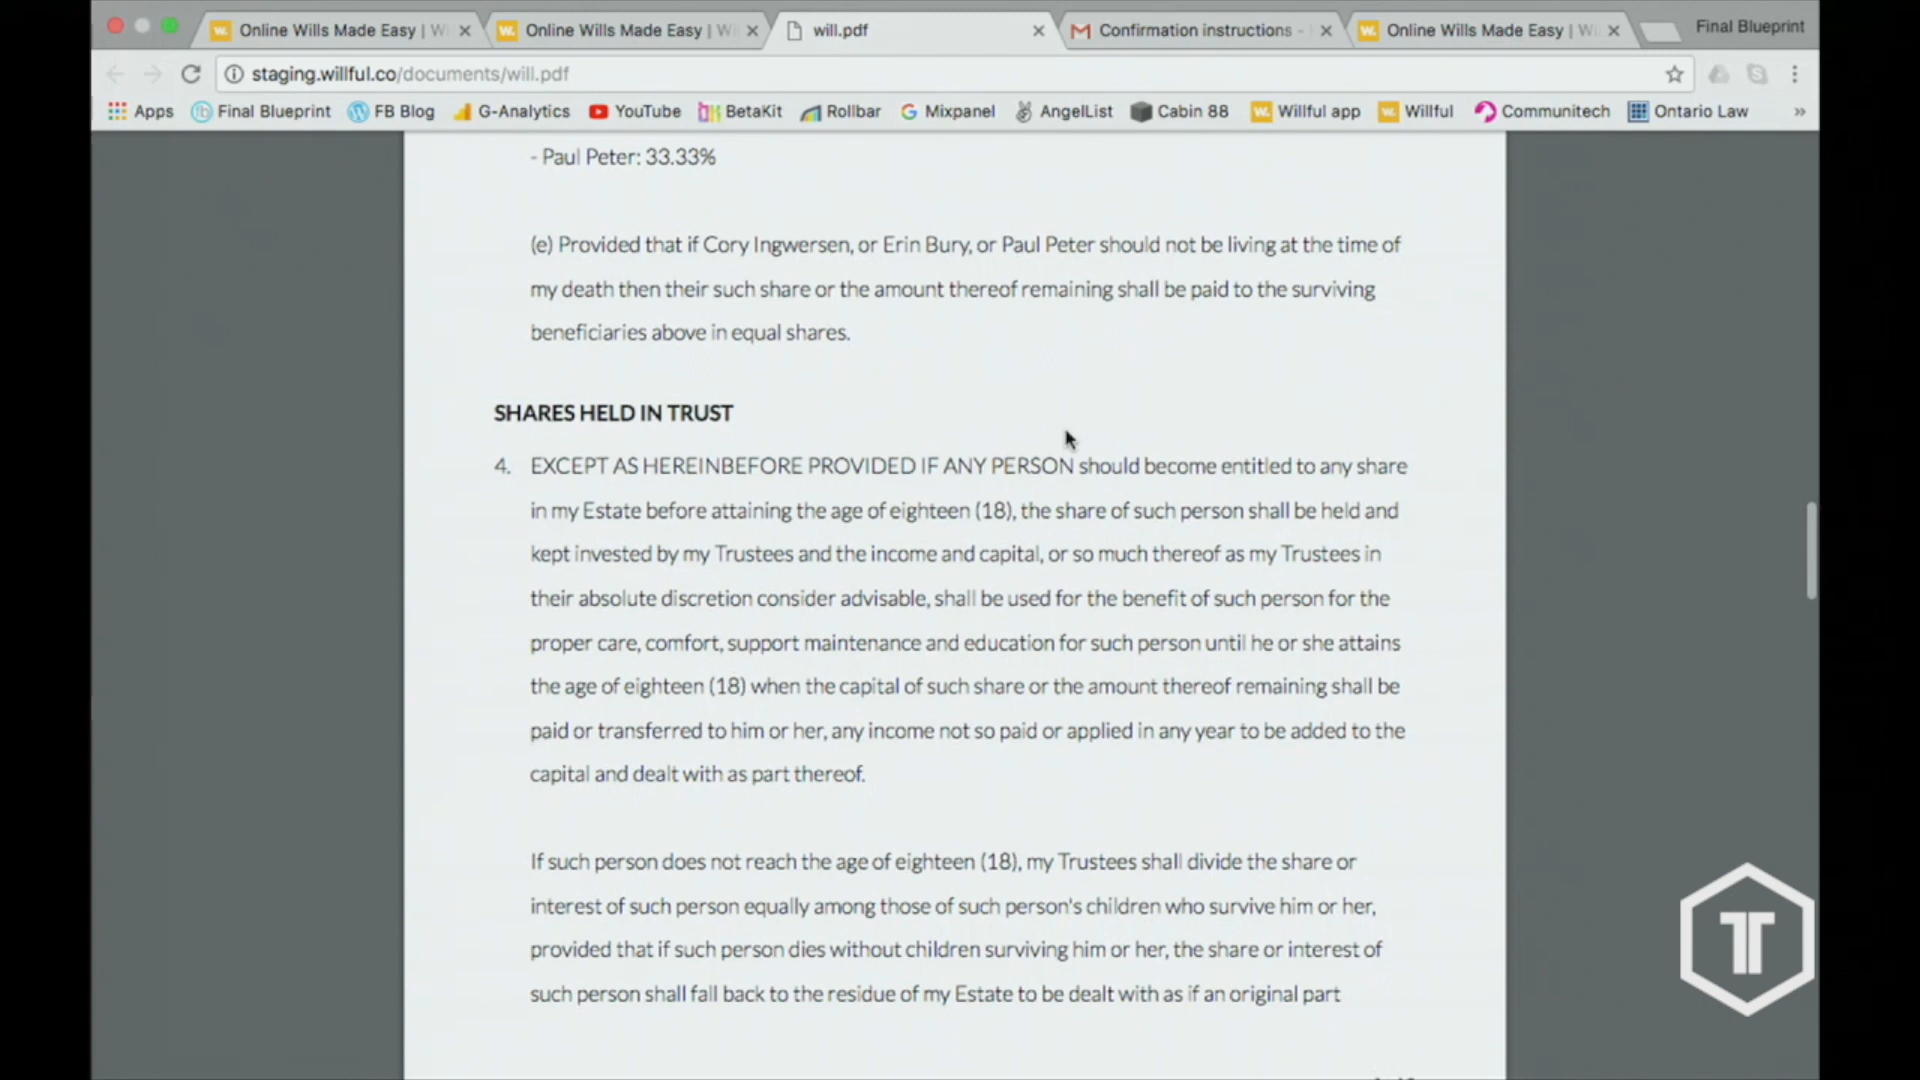 Online Wills Made Easy | Wi
Online Wills Made Easy | Wi
will.pdf
Confirmation instructions -
Online Wills Made Easy | Wi
Final Blueprint
staging.willful.co/documents/will.pdf
Apps
Final Blueprint
FB Blog
G-Analytics
YouTube
BetaKit
Rollbar
Mixpanel
AngelList
Cabin 88
Willful app
Willful
Communitech
Ontario Law
»
- Paul Peter: 33.33%
(e) Provided that if Cory Ingwersen, or Erin Bury, or Paul Peter should not be living at the time of
my death then their such share or the amount thereof remaining shall be paid to the surviving
beneficiaries above in equal shares.
SHARES HELD IN TRUST
4. EXCEPT AS HEREINBEFORE PROVIDED IF ANY PERSON should become entitled to any share
in my Estate before attaining the age of eighteen (18), the share of such person shall be held and
kept invested by my Trustees and the income and capital, or so much thereof as my Trustees in
their absolute discretion consider advisable, shall be used for the benefit of such person for the
proper care, comfort, support maintenance and education for such person until he or she attains
the age of eighteen (18) when the capital of such share or the amount thereof remaining shall be
paid or transferred to him or her, any income not so paid or applied in any year to be added to the
capital and dealt with as part thereof.
If such person does not reach the age of eighteen (18), my Trustees shall divide the share or
interest of such person equally among those of such person's children who survive him or her,
provided that if such person dies without children surviving him or her, the share or interest of
such person shall fall back to the residue of my Estate to be dealt with as if an original part